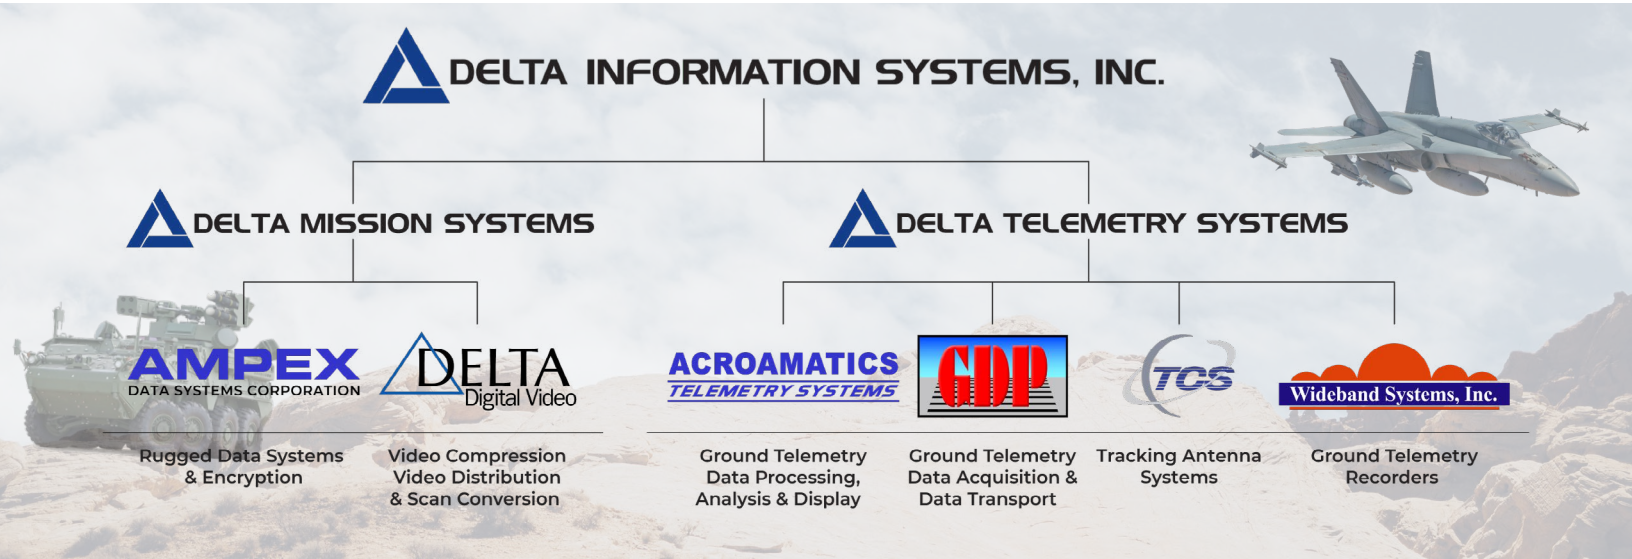 DELTA INFORMATION SYSTEMS, INC.
DELTA MISSION SYSTEMS
DELTA TELEMETRY SYSTEMS
AMPEX
DATA SYSTEMS CORPORATION
DELTA
Digital Video
ACROAMATICS
TELEMETRY SYSTEMS
GDP
TCS
Wideband Systems, Inc.
Rugged Data Systems
& Encryption
Video Compression
Video Distribution
& Scan Conversion
Ground Telemetry
Data Processing,
Analysis & Display
Ground Telemetry
Data Acquisition &
Data Transport
Tracking Antenna
Systems
Ground Telemetry
Recorders